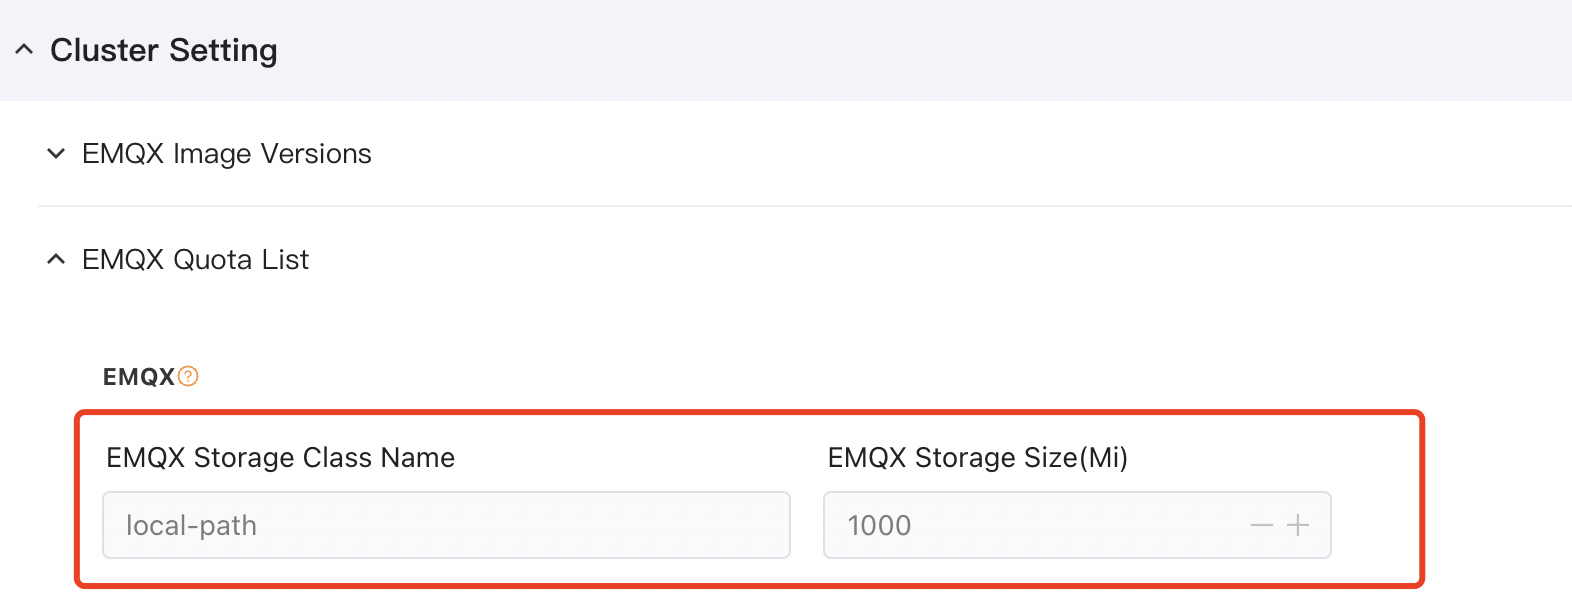 Cluster Setting
EMQX Image Versions
EMQX Quota List
EMQX?
EMQX Storage Class Name
EMQX Storage Size(Mi)
local-path
1000